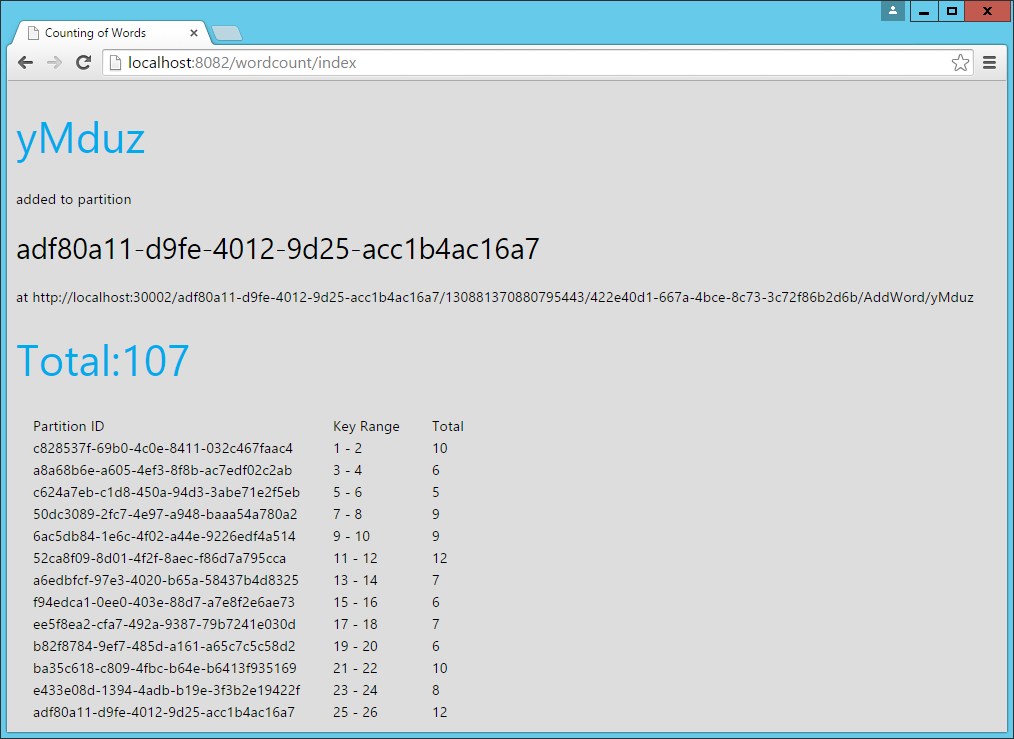 Counting of Words
localhost:8082/wordcount/index
yMduz
added to partition
adf80a11-d9fe-4012-9d25-acc1b4ac16a7
at http://localhost:30002/adf80a11-d9fe-4012-9d25-acc1b4ac16a7/130881370880795443/422e40d1-667a-4bce-8c73-3c72f86b2d6b/AddWord/yMduz
Total:107
Partition ID Key Range Total
c828537f-69b0-4c0e-8411-032c467faac4 1 - 2 10
a8a68b6e-a605-4ef3-8f8b-ac7edf02c2ab 3 - 4 6
c624a7eb-c1d8-450a-94d3-3abe71e2f5eb 5 - 6 5
50dc3089-2fc7-4e97-a948-baaa54a780a2 7 - 8 9
6ac5db84-1e6c-4f02-a44e-9226edf4a514 9 - 10 9
52ca8f09-8d01-4f2f-8aec-f86d7a795cca 11 - 12 12
a6edbfcf-97e3-4020-b65a-58437b4d8325 13 - 14 7
f94edca1-0ee0-403e-88d7-a7e8f2e6ae73 15 - 16 6
ee5f8ea2-cfa7-492a-9387-79b7241e030d 17 - 18 7
b82f8784-9ef7-485d-a161-a65c7c5c58d2 19 - 20 6
ba35c618-c809-4fbc-b64e-b6413f935169 21 - 22 10
e433e08d-1394-4adb-b19e-3f3b2e19422f 23 - 24 8
adf80a11-d9fe-4012-9d25-acc1b4ac16a7 25 - 26 12